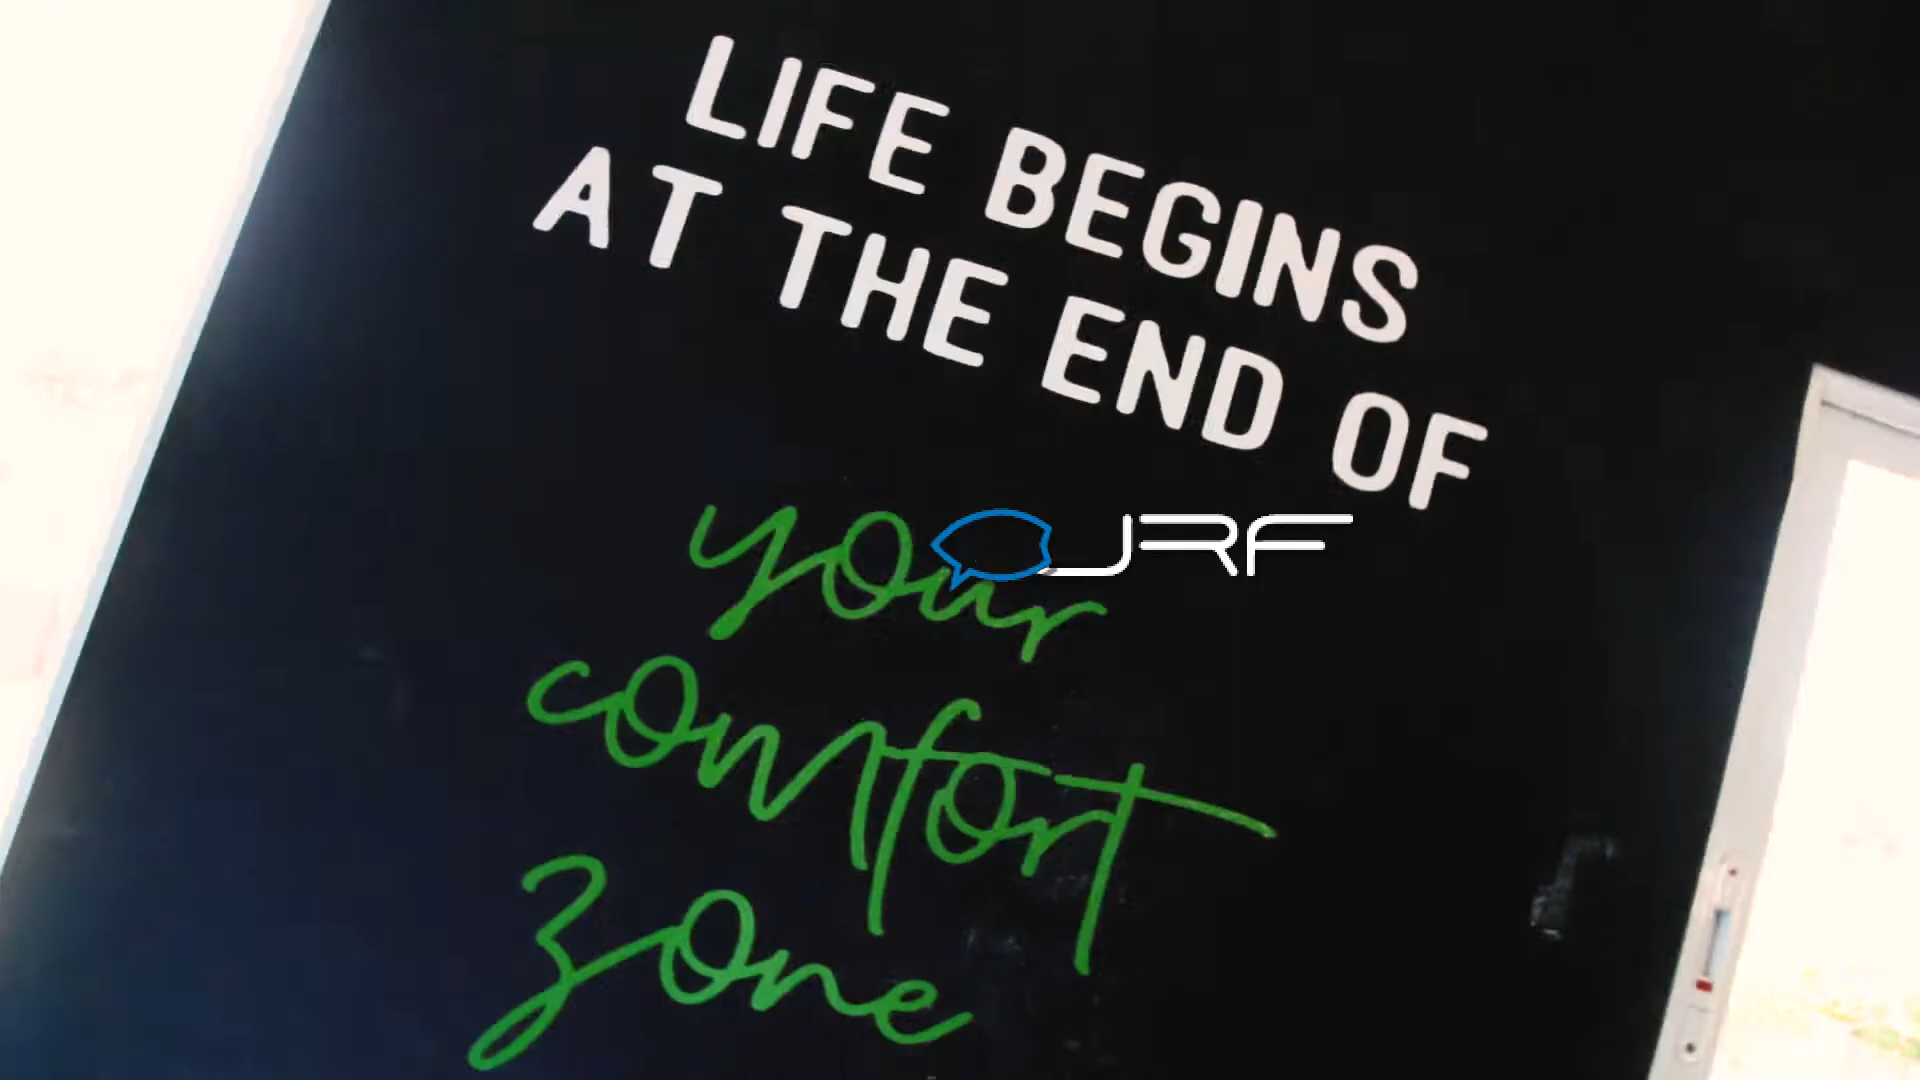 LIFE BEGINS
AT THE END OF
your
JRF
comfort
zone